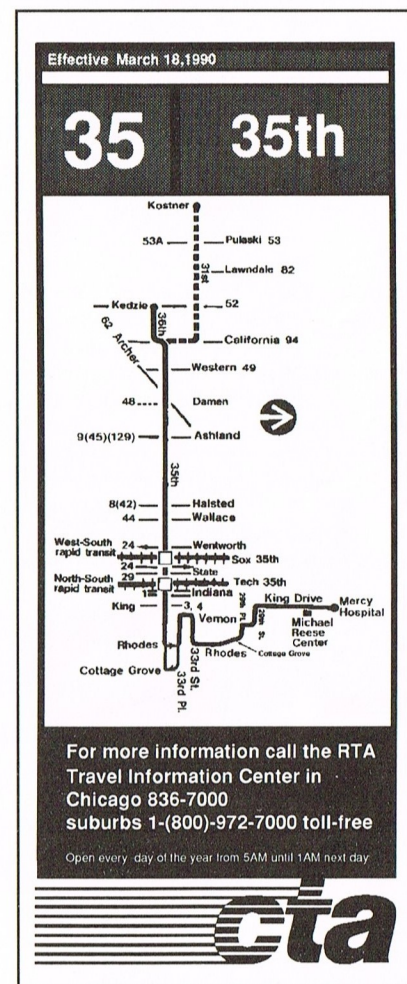 Effective March 18,1990
35 35th
Kostner
53A Pulaski 53
31st
Lawndale 82
Kedzie 52
36th
62 Archer
California 94
Western 49
48 Damen
9(45)(129) Ashland
35th
8(42) Halsted
44 Wallace
West-South rapid transit
24 Wentworth
Sox 35th
24 State
North-South rapid transit
29 Tech 35th
1 Indiana
King 3, 4
Vernon
29th Pl.
29th St.
King Drive
Mercy Hospital
Michael Reese Center
Rhodes
33rd St.
Rhodes
Cottage Grove
Cottage Grove
33rd Pl.
For more information call the RTA
Travel Information Center in
Chicago 836-7000
suburbs 1-(800)-972-7000 toll-free
Open every day of the year from 5AM until 1AM next day
cta